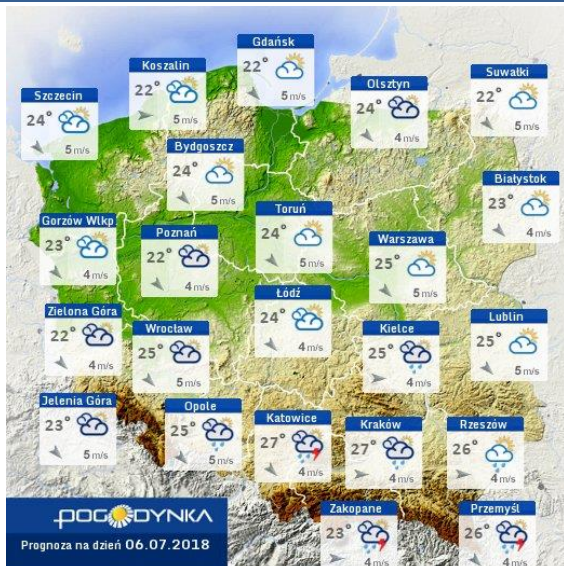 Gdańsk
22°
5 m/s
Koszalin
22°
5 m/s
Suwałki
22°
5 m/s
Olsztyn
24°
4 m/s
Szczecin
24°
5 m/s
Bydgoszcz
24°
5 m/s
Białystok
23°
4 m/s
Toruń
24°
5 m/s
Gorzów Wlkp
23°
4 m/s
Poznań
22°
4 m/s
Warszawa
25°
5 m/s
Łódź
24°
4 m/s
Zielona Góra
22°
4 m/s
Wrocław
25°
5 m/s
Kielce
25°
4 m/s
Lublin
25°
5 m/s
Jelenia Góra
23°
5 m/s
Opole
25°
5 m/s
Katowice
27°
4 m/s
Kraków
27°
4 m/s
Rzeszów
26°
4 m/s
Zakopane
23°
4 m/s
Przemyśl
26°
4 m/s
POGODYNKA
Prognoza na dzień 06.07.2018